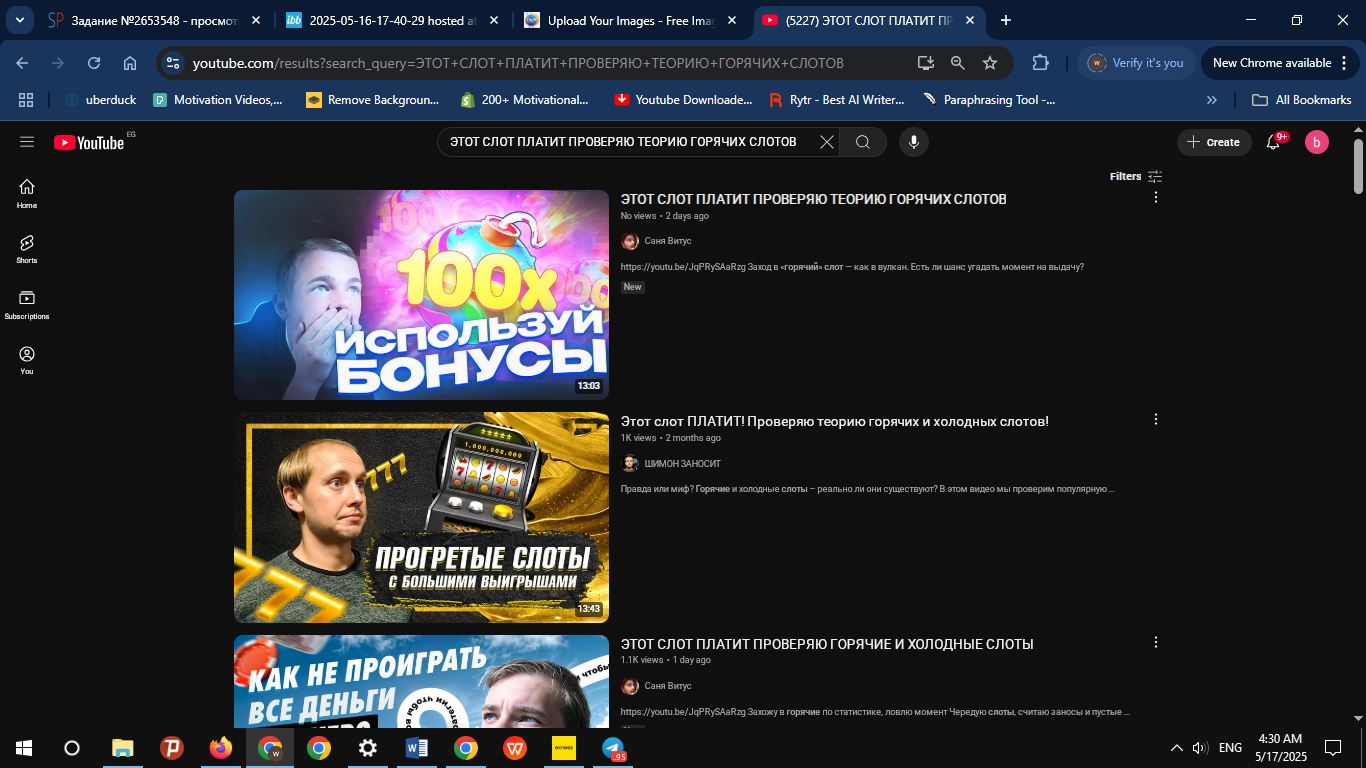 Задание №2653548 - просмотр
2025-05-16-17-40-29 hosted at
Upload Your Images - Free Imag
(5227) ЭТОТ СЛОТ ПЛАТИТ ПР
youtube.com/results?search_query=ЭТОТ+СЛОТ+ПЛАТИТ+ПРОВЕРЯЮ+ТЕОРИЮ+ГОРЯЧИХ+СЛОТОВ
Verify it's you
New Chrome available
uberduck
Motivation Videos,...
Remove Backgroun...
200+ Motivational...
Youtube Downloade...
Rytr - Best AI Writer...
Paraphrasing Tool -...
All Bookmarks
YouTube EG
ЭТОТ СЛОТ ПЛАТИТ ПРОВЕРЯЮ ТЕОРИЮ ГОРЯЧИХ СЛОТОВ
Create
9+
b
Filters
Home
Shorts
Subscriptions
You
100x
ИСПОЛЬЗУЙ
БОНУСЫ
13:03
ЭТОТ СЛОТ ПЛАТИТ ПРОВЕРЯЮ ТЕОРИЮ ГОРЯЧИХ СЛОТОВ
No views • 2 days ago
Саня Витус
https://youtu.be/JqPRySAaRzg Заход в «горячий» слот — как в вулкан. Есть ли шанс угадать момент на выдачу?
New
777
1,000,000,000
ПРОГРЕТЫЕ СЛОТЫ
С БОЛЬШИМИ ВЫИГРЫШАМИ
777
13:43
Этот слот ПЛАТИТ! Проверяю теорию горячих и холодных слотов!
1K views • 2 months ago
ШИМОН ЗАНОСИТ
Правда или миф? Горячие и холодные слоты – реально ли они существуют? В этом видео мы проверим популярную ...
КАК НЕ ПРОИГРАТЬ
ВСЕ ДЕНЬГИ
ЭТОТ СЛОТ ПЛАТИТ ПРОВЕРЯЮ ГОРЯЧИЕ И ХОЛОДНЫЕ СЛОТЫ
1.1K views • 1 day ago
Саня Витус
https://youtu.be/JqPRySAaRzg Захожу в горячие по статистике, ловлю момент Чередую слоты, считаю заносы и пустые ...
ENG
4:30 AM
5/17/2025